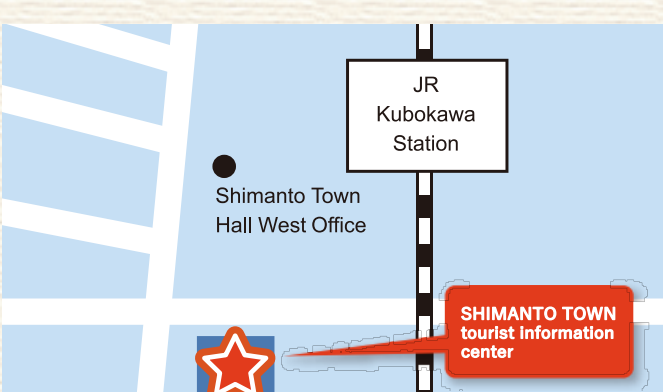 JR
Kubokawa
Station
Shimanto Town
Hall West Office
SHIMANTO TOWN
tourist information
center